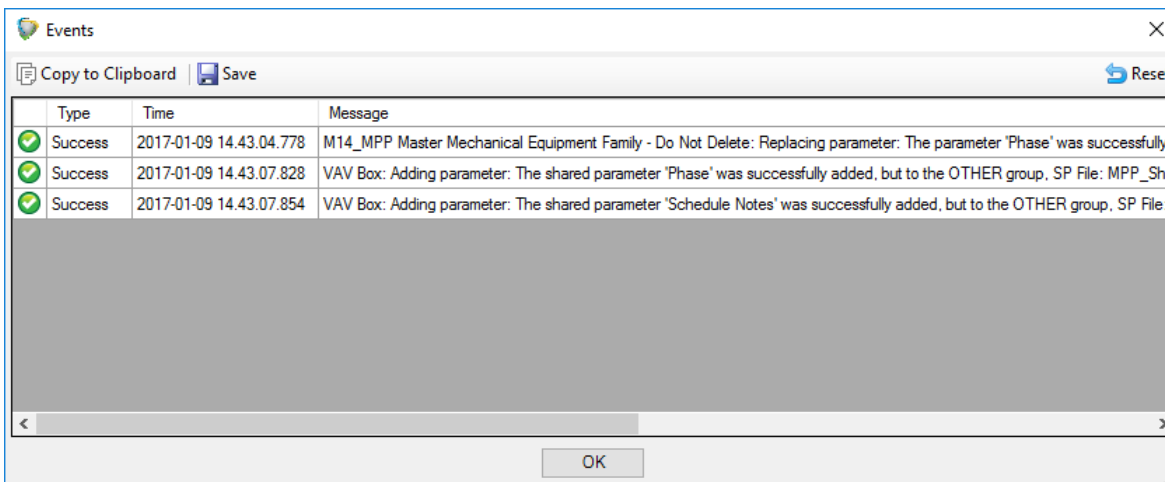 Events
Copy to Clipboard Save Rese
Type Time Message
Success 2017-01-09 14.43.04.778 M14_MPP Master Mechanical Equipment Family - Do Not Delete: Replacing parameter: The parameter 'Phase' was successfully
Success 2017-01-09 14.43.07.828 VAV Box: Adding parameter: The shared parameter 'Phase' was successfully added, but to the OTHER group, SP File: MPP_Sh
Success 2017-01-09 14.43.07.854 VAV Box: Adding parameter: The shared parameter 'Schedule Notes' was successfully added, but to the OTHER group, SP File
OK